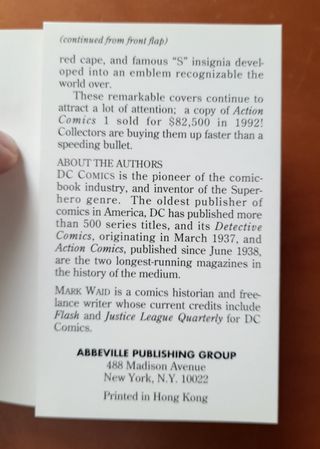 (continued from front flap)
red cape, and famous “S” insignia devel-
oped into an emblem recognizable the
world over.
These remarkable covers continue to
attract a lot of attention; a copy of Action
Comics 1 sold for $82,500 in 1992!
Collectors are buying them up faster than a
speeding bullet.
ABOUT THE AUTHORS
DC COMICS is the pioneer of the comic-
book industry, and inventor of the Super-
hero genre. The oldest publisher of
comics in America, DC has published more
than 500 series titles, and its Detective
Comics, originating in March 1937, and
Action Comics, published since June 1938,
are the two longest-running magazines in
the history of the medium.
MARK WAID is a comics historian and free-
lance writer whose current credits include
Flash and Justice League Quarterly for DC
Comics.
ABBEVILLE PUBLISHING GROUP
488 Madison Avenue
New York, N.Y. 10022
Printed in Hong Kong